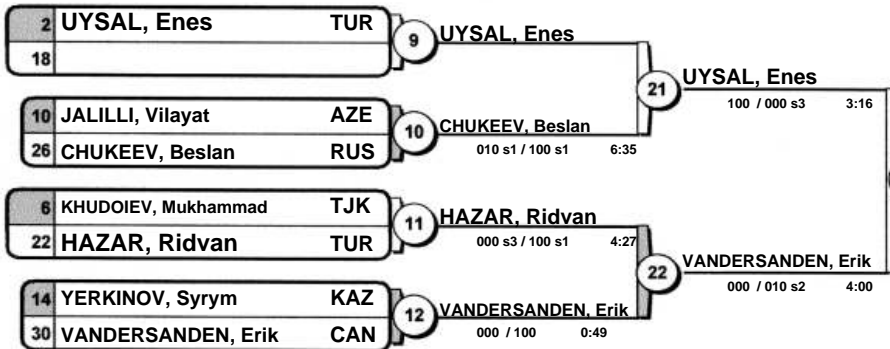 2 UYSAL, Enes TUR
18
9
UYSAL, Enes
10 JALILLI, Vilayat AZE
26 CHUKEEV, Beslan RUS
10
CHUKEEV, Beslan
010 s1 / 100 s1 6:35
21
UYSAL, Enes
100 / 000 s3 3:16
6 KHUDOIEV, Mukhammad TJK
22 HAZAR, Ridvan TUR
11
HAZAR, Ridvan
000 s3 / 100 s1 4:27
14 YERKINOV, Syrym KAZ
30 VANDERSANDEN, Erik CAN
12
VANDERSANDEN, Erik
000 / 100 0:49
22
VANDERSANDEN, Erik
000 / 010 s2 4:00